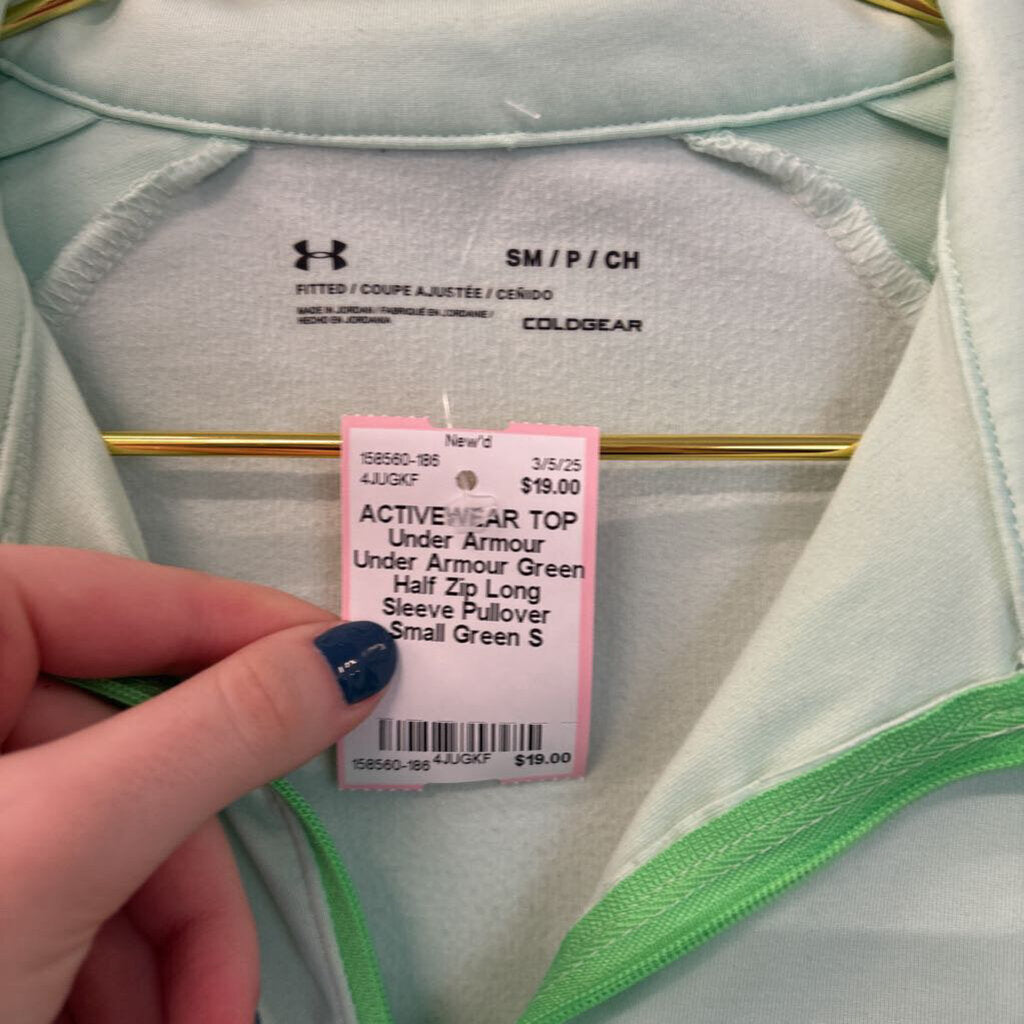 SM / P / CH
FITTED / COUPE AJUSTÉE / CEÑIDO
MADE IN JORDAN / FABRIQUÉ EN JORDANIE /
HECHO EN JORDANIA
COLDGEAR
New'd
158560-186
3/5/25
4JUGKF
$19.00
ACTIVEWEAR TOP
Under Armour
Under Armour Green
Half Zip Long
Sleeve Pullover
Small Green S
158560-186 4JUGKF $19.00